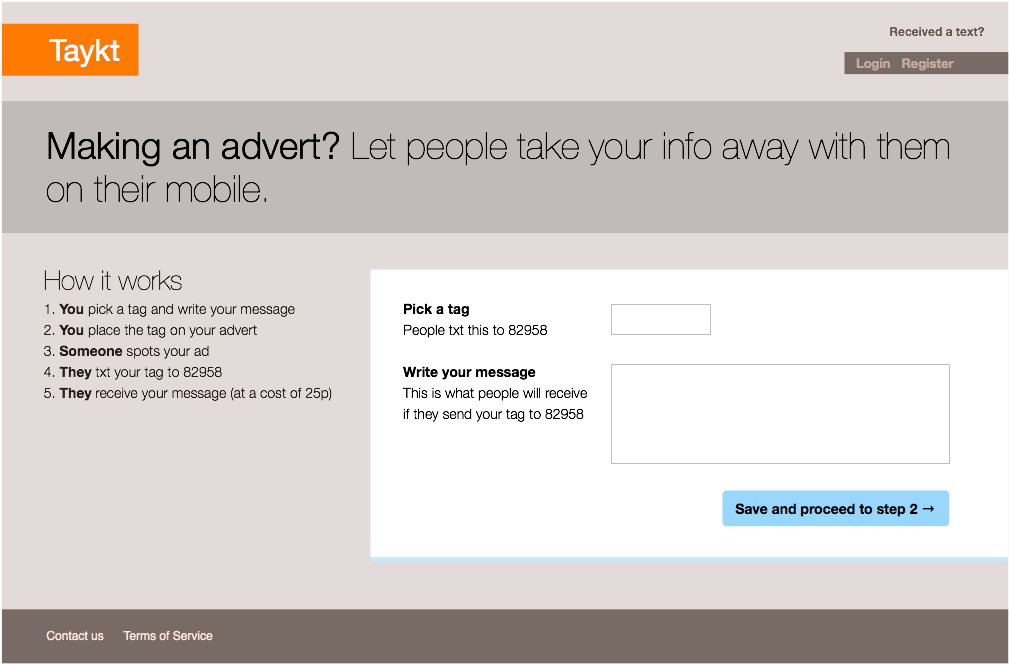 Taykt
Received a text?
Login Register
Making an advert? Let people take your info away with them
on their mobile.
How it works
1. You pick a tag and write your message
2. You place the tag on your advert
3. Someone spots your ad
4. They txt your tag to 82958
5. They receive your message (at a cost of 25p)
Pick a tag
People txt this to 82958
Write your message
This is what people will receive
if they send your tag to 82958
Save and proceed to step 2 →
Contact us Terms of Service